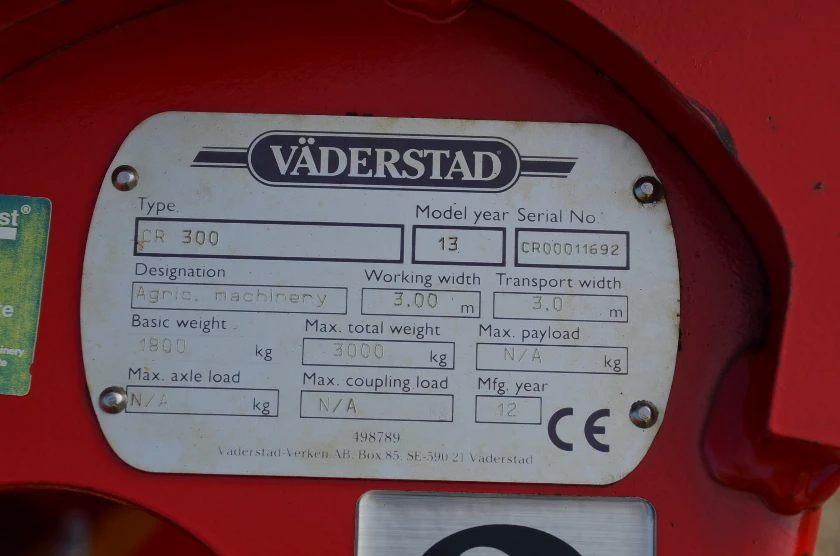 VÄDERSTAD®
Type
CR 300
Model year
13
Serial No.
CR00011692
Designation
Agric. machinery
Working width
3.00 m
Transport width
3.0 m
Basic weight
1800 kg
Max. total weight
3000 kg
Max. payload
N/A kg
Max. axle load
N/A kg
Max. coupling load
N/A
Mfg. year
12
CE
498789
Väderstad-Verken AB, Box 85, SE-590 21 Väderstad
st®